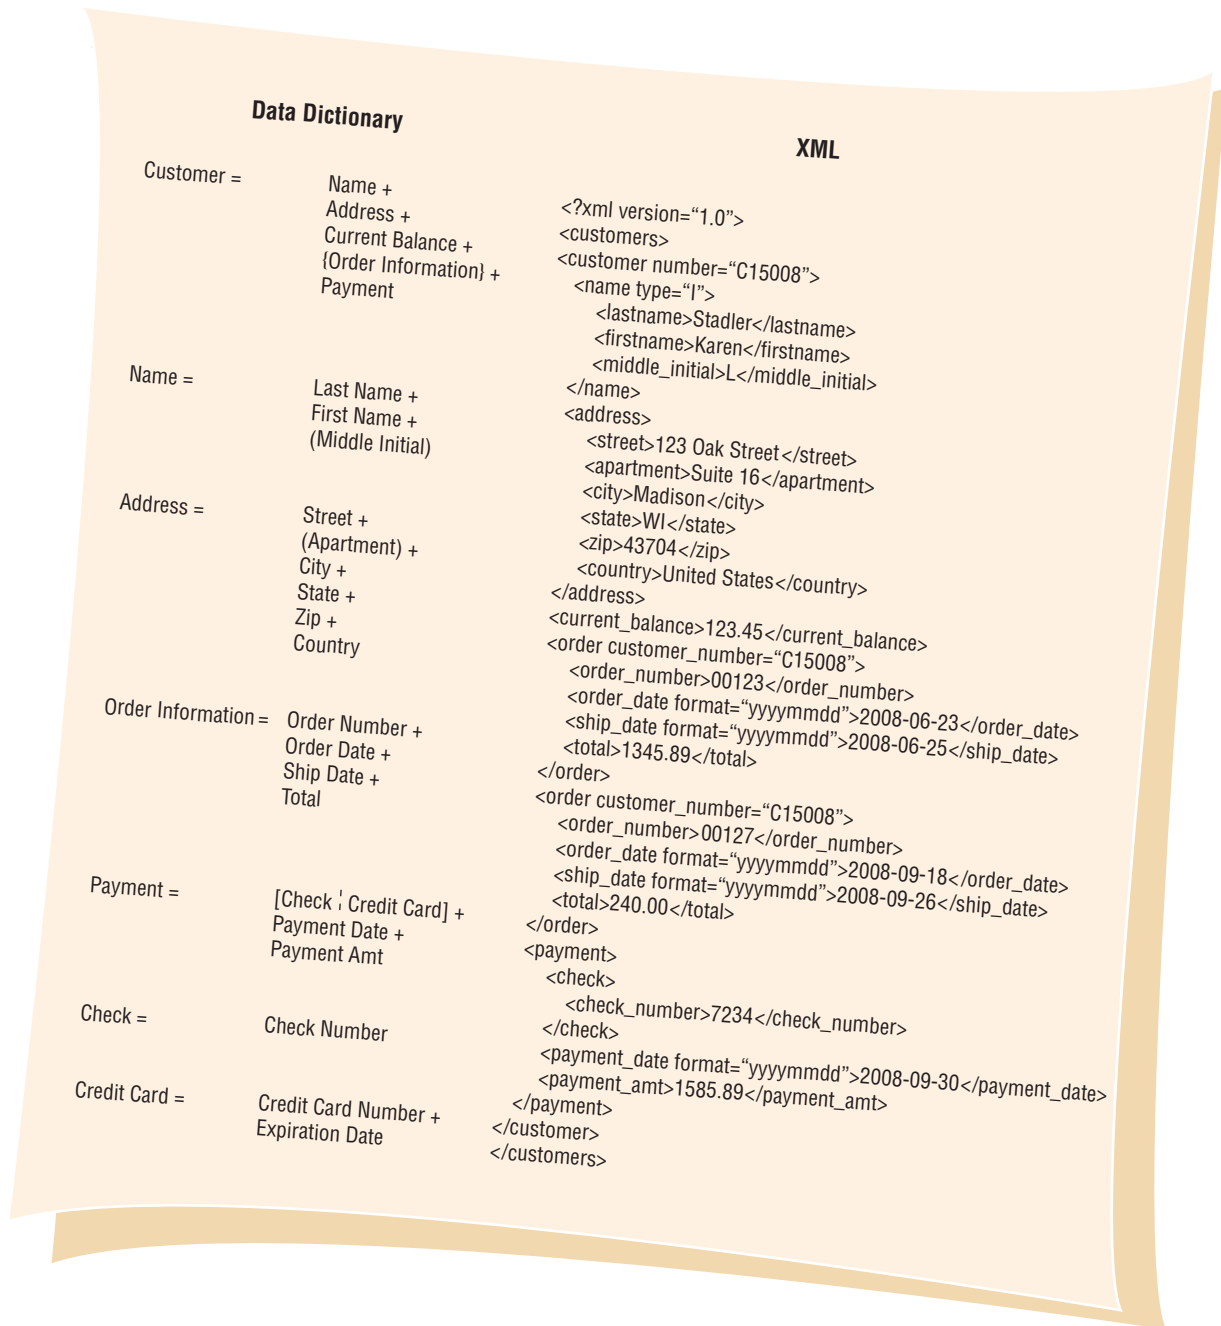 Data Dictionary
Customer = Name +
Address +
Current Balance +
{Order Information} +
Payment
Name = Last Name +
First Name +
(Middle Initial)
Address = Street +
(Apartment) +
City +
State +
Zip +
Country
Order Information = Order Number +
Order Date +
Ship Date +
Total
Payment = [Check ¦ Credit Card] +
Payment Date +
Payment Amt
Check = Check Number
Credit Card = Credit Card Number +
Expiration Date
XML
<?xml version=“1.0”>
<customers>
<customer number=“C15008”>
<name type=“I”>
<lastname>Stadler</lastname>
<firstname>Karen</firstname>
<middle_initial>L</middle_initial>
</name>
<address>
<street>123 Oak Street</street>
<apartment>Suite 16</apartment>
<city>Madison</city>
<state>WI</state>
<zip>43704</zip>
<country>United States</country>
</address>
<current_balance>123.45</current_balance>
<order customer_number=“C15008”>
<order_number>00123</order_number>
<order_date format=“yyyymmdd”>2008-06-23</order_date>
<ship_date format=“yyyymmdd”>2008-06-25</ship_date>
<total>1345.89</total>
</order>
<order customer_number=“C15008”>
<order_number>00127</order_number>
<order_date format=“yyyymmdd”>2008-09-18</order_date>
<ship_date format=“yyyymmdd”>2008-09-26</ship_date>
<total>240.00</total>
</order>
<payment>
<check>
<check_number>7234</check_number>
</check>
<payment_date format=“yyyymmdd”>2008-09-30</payment_date>
<payment_amt>1585.89</payment_amt>
</payment>
</customer>
</customers>